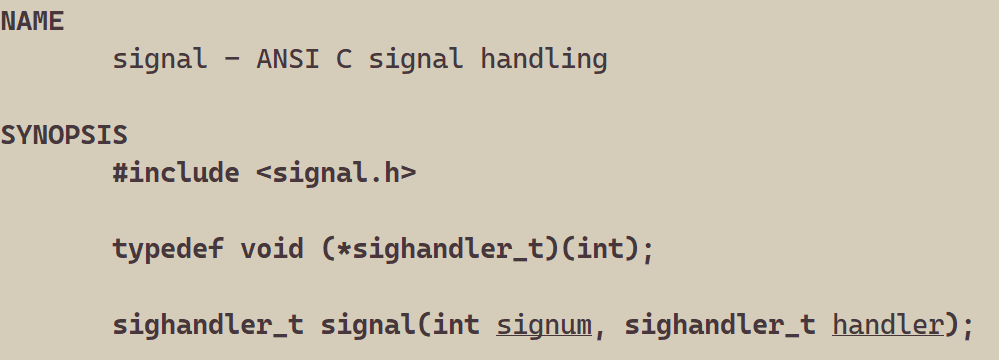 NAME
signal – ANSI C signal handling
SYNOPSIS
#include <signal.h>
typedef void (*sighandler_t)(int);
sighandler_t signal(int signum, sighandler_t handler);